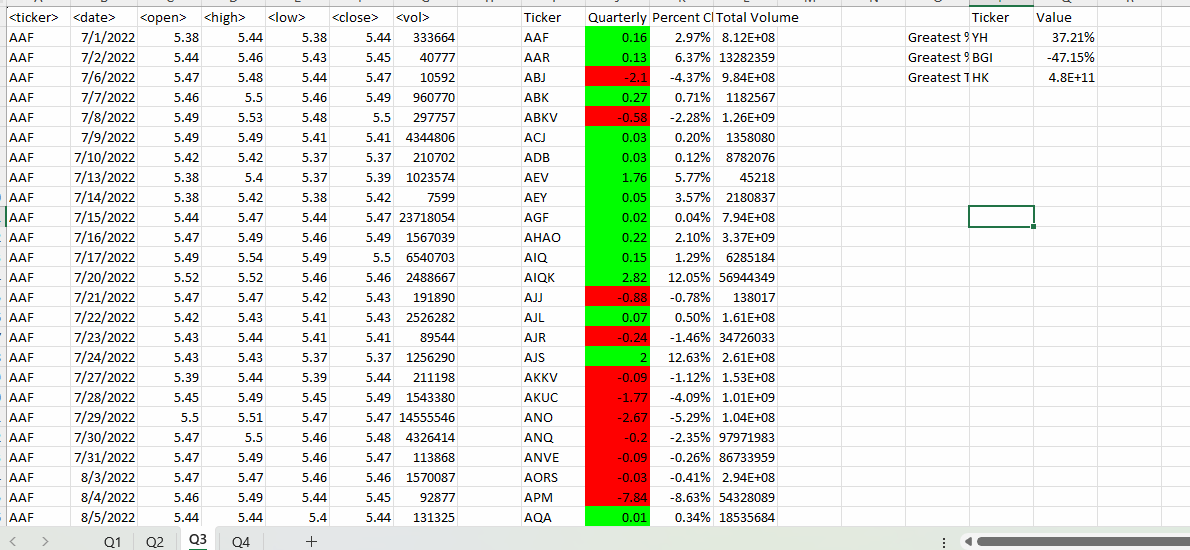 <ticker> <date> <open> <high> <low> <close> <vol> Ticker Quarterly Percent Cl Total Volume Ticker Value
AAF 7/1/2022 5.38 5.44 5.38 5.44 333664 AAF 0.16 2.97% 8.12E+08 Greatest % YH 37.21%
AAF 7/2/2022 5.44 5.46 5.43 5.45 40777 AAR 0.13 6.37% 13282359 Greatest % BGI -47.15%
AAF 7/6/2022 5.47 5.48 5.44 5.47 10592 ABJ -2.1 -4.37% 9.84E+08 Greatest T HK 4.8E+11
AAF 7/7/2022 5.46 5.5 5.46 5.49 960770 ABK 0.27 0.71% 1182567
AAF 7/8/2022 5.49 5.53 5.48 5.5 297757 ABKV -0.58 -2.28% 1.26E+09
AAF 7/9/2022 5.49 5.49 5.41 5.41 4344806 ACJ 0.03 0.20% 1358080
AAF 7/10/2022 5.42 5.42 5.37 5.37 210702 ADB 0.03 0.12% 8782076
AAF 7/13/2022 5.38 5.4 5.37 5.39 1023574 AEV 1.76 5.77% 45218
AAF 7/14/2022 5.38 5.42 5.38 5.42 7599 AEY 0.05 3.57% 2180837
AAF 7/15/2022 5.44 5.47 5.44 5.47 23718054 AGF 0.02 0.04% 7.94E+08
AAF 7/16/2022 5.47 5.49 5.46 5.49 1567039 AHAO 0.22 2.10% 3.37E+09
AAF 7/17/2022 5.49 5.54 5.49 5.5 6540703 AIQ 0.15 1.29% 6285184
AAF 7/20/2022 5.52 5.52 5.46 5.46 2488667 AIQK 2.82 12.05% 56944349
AAF 7/21/2022 5.47 5.47 5.42 5.43 191890 AJJ -0.88 -0.78% 138017
AAF 7/22/2022 5.42 5.43 5.41 5.43 2526282 AJL 0.07 0.50% 1.61E+08
AAF 7/23/2022 5.43 5.44 5.41 5.41 89544 AJR -0.24 -1.46% 34726033
AAF 7/24/2022 5.43 5.43 5.37 5.37 1256290 AJS 2 12.63% 2.61E+08
AAF 7/27/2022 5.39 5.44 5.39 5.44 211198 AKKV -0.09 -1.12% 1.53E+08
AAF 7/28/2022 5.45 5.49 5.45 5.49 1543380 AKUC -1.77 -4.09% 1.01E+09
AAF 7/29/2022 5.5 5.51 5.47 5.47 14555546 ANO -2.67 -5.29% 1.04E+08
AAF 7/30/2022 5.47 5.5 5.46 5.48 4326414 ANQ -0.2 -2.35% 97971983
AAF 7/31/2022 5.47 5.49 5.46 5.47 113868 ANVE -0.09 -0.26% 86733959
AAF 8/3/2022 5.47 5.47 5.46 5.46 1570087 AORS -0.03 -0.41% 2.94E+08
AAF 8/4/2022 5.46 5.49 5.44 5.45 92877 APM -7.84 -8.63% 54328089
AAF 8/5/2022 5.44 5.44 5.4 5.44 131325 AQA 0.01 0.34% 18535684
Q1 Q2 Q3 Q4